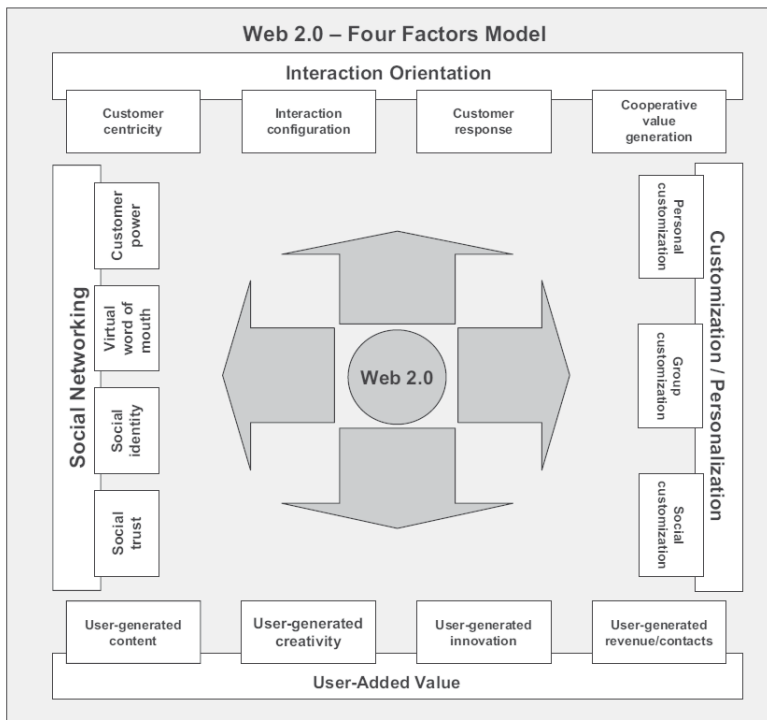 Web 2.0 – Four Factors Model
Interaction Orientation
Customer
centricity
Interaction
configuration
Customer
response
Cooperative
value
generation
Social Networking
Customer
power
Virtual
word of
mouth
Social
identity
Social
trust
Web 2.0
Personal
customization
Group
customization
Social
customization
Customization / Personalization
User-generated
content
User-generated
creativity
User-generated
innovation
User-generated
revenue/contacts
User-Added Value